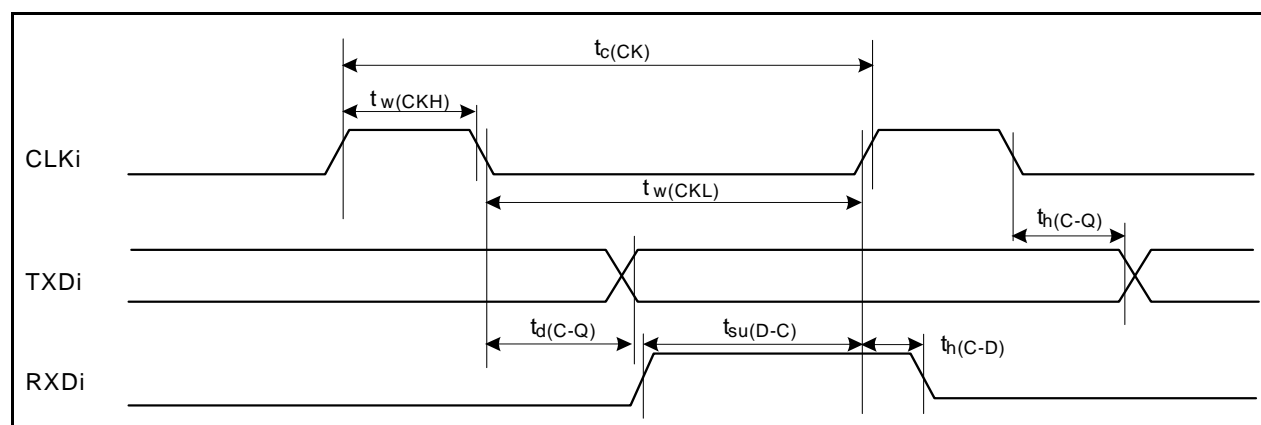 tc(CK)
tw(CKH)
CLKi
tw(CKL)
th(C-Q)
TXDi
td(C-Q)
tsu(D-C)
th(C-D)
RXDi